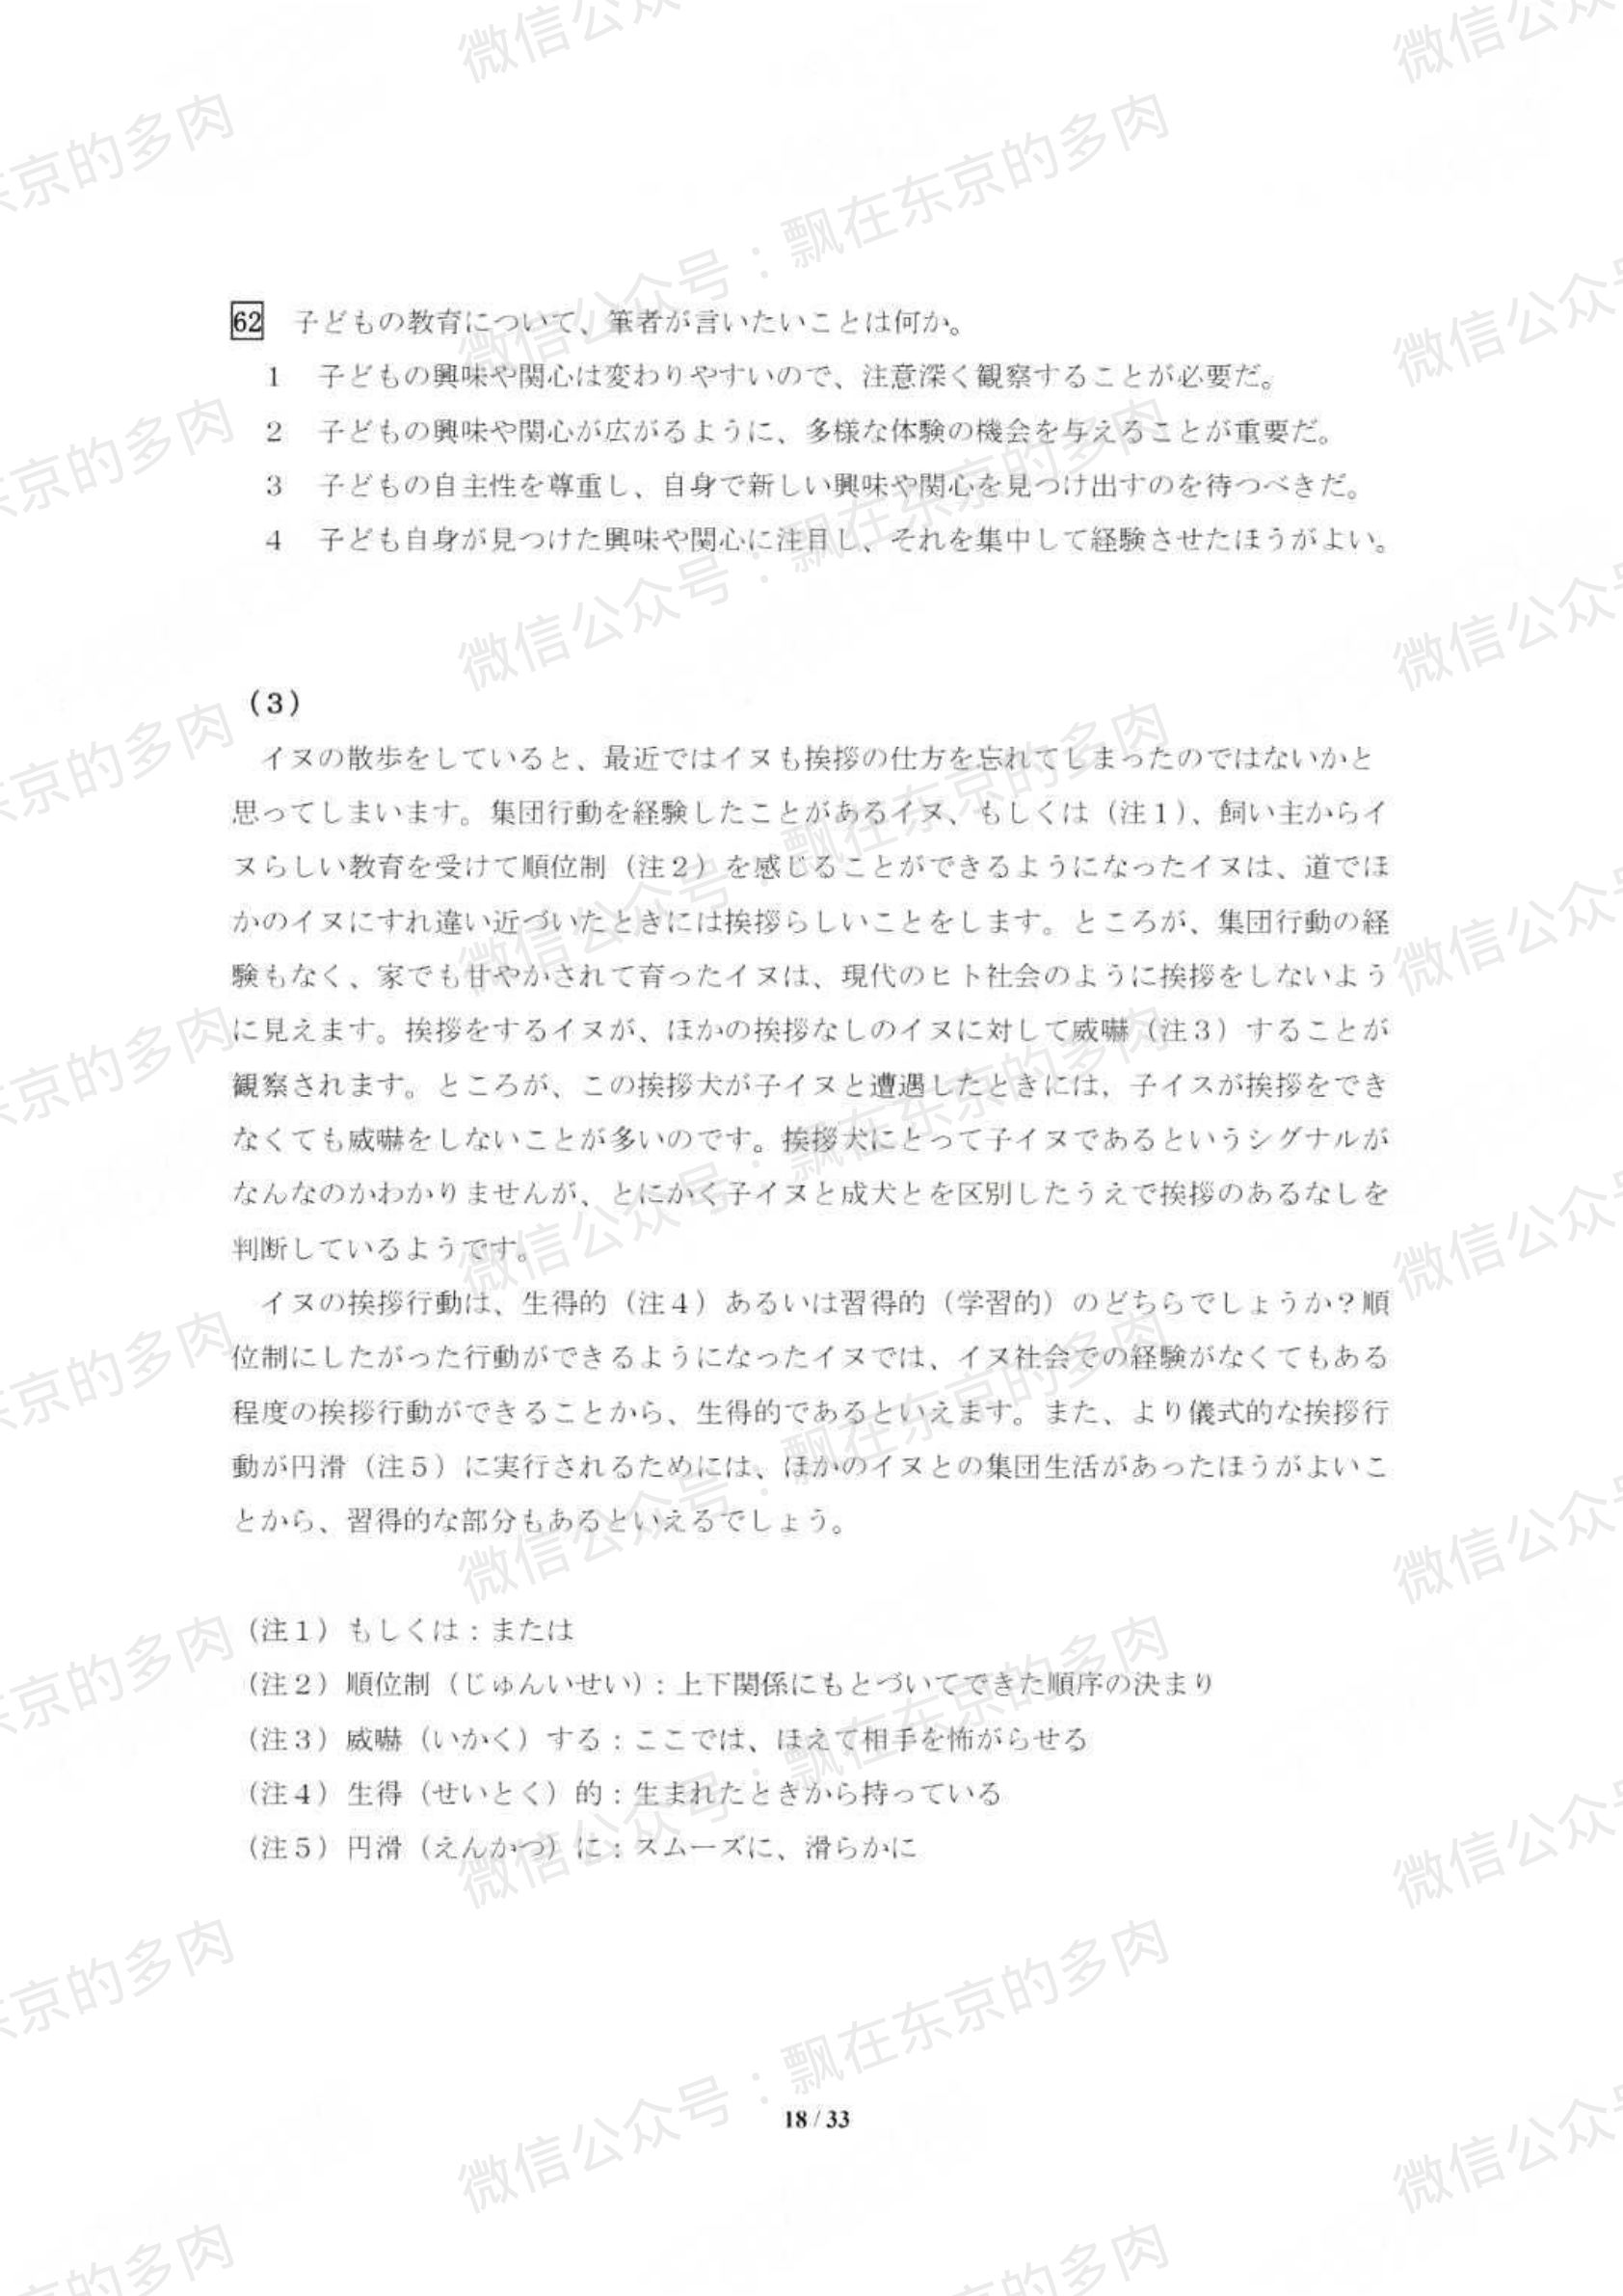 62 子どもの教育について、筆者が言いたいことは何か。
1 子どもの興味や関心は変わりやすいので、注意深く観察することが必要だ。
2 子どもの興味や関心が広がるように、多様な体験の機会を与えることが重要だ。
3 子どもの自主性を尊重し、自身で新しい興味や関心を見つけ出すのを待つべきだ。
4 子ども自身が見つけた興味や関心に注目し、それを集中して経験させたほうがよい。
（3）
イヌの散歩をしていると、最近ではイヌも挨拶の仕方を忘れてしまったのではないかと
思ってしまいます。集団行動を経験したことがあるイヌ、もしくは（注1）、飼い主からイ
ヌらしい教育を受けて順位制（注2）を感じることができるようになったイヌは、道でほ
かのイヌにすれ違い近づいたときには挨拶らしいことをします。ところが、集団行動の経
験もなく、家でも甘やかされて育ったイヌは、現代のヒト社会のように挨拶をしないよう
に見えます。挨拶をするイヌが、ほかの挨拶なしのイヌに対して威嚇（注3）することが
観察されます。ところが、この挨拶犬が子イヌと遭遇したときには，子イスが挨拶をでき
なくても威嚇をしないことが多いのです。挨拶犬にとって子イヌであるというシグナルが
なんなのかわかりませんが、とにかく子イヌと成犬とを区別したうえで挨拶のあるなしを
判断しているようです。
イヌの挨拶行動は、生得的（注4）あるいは習得的（学習的）のどちらでしょうか？順
位制にしたがった行動ができるようになったイヌでは、イヌ社会での経験がなくてもある
程度の挨拶行動ができることから、生得的であるといえます。また、より儀式的な挨拶行
動が円滑（注5）に実行されるためには、ほかのイヌとの集団生活があったほうがよいこ
とから、習得的な部分もあるといえるでしょう。
（注1）もしくは：または
（注2）順位制（じゅんいせい）：上下関係にもとづいてできた順序の決まり
（注3）威嚇（いかく）する：ここでは、ほえて相手を怖がらせる
（注4）生得（せいとく）的：生まれたときから持っている
（注5）円滑（えんかつ）に：スムーズに、滑らかに
18 / 33
微信公众号：飘在东京的多肉